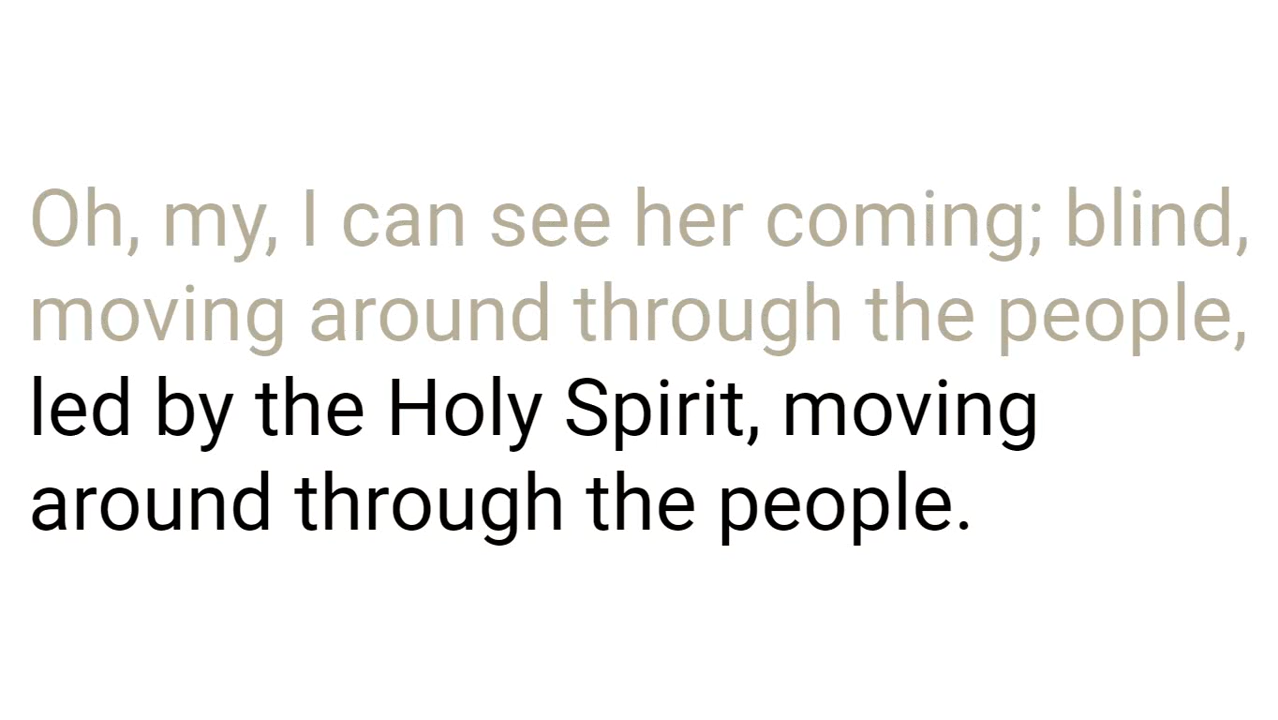 Oh, my, I can see her coming; blind,
moving around through the people,
led by the Holy Spirit, moving
around through the people.